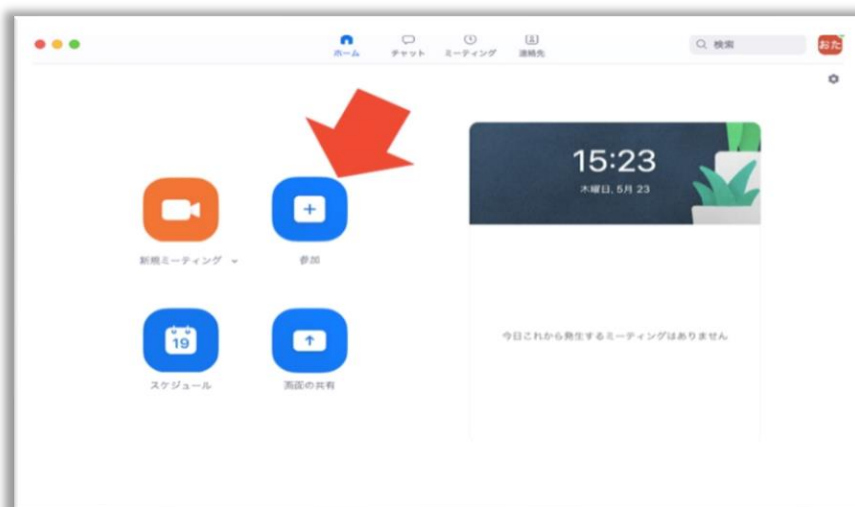 ホーム
チャット
ミーティング
連絡先
検索
おた
15:23
木曜日, 5月 23
新規ミーティング
参加
19
スケジュール
画面の共有
今日これから発生するミーティングはありません